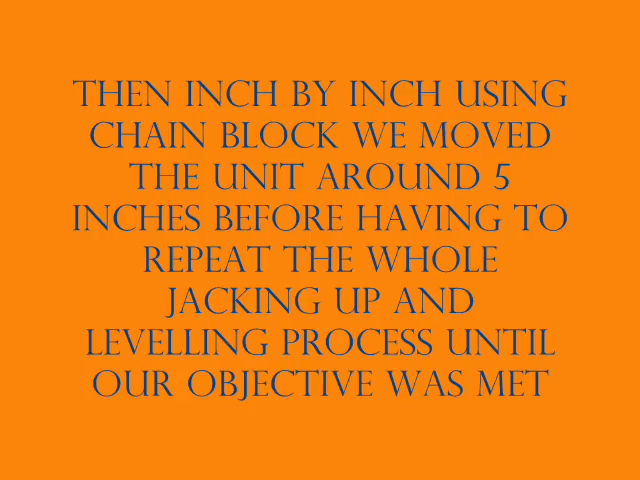 THEN INCH BY INCH USING
CHAIN BLOCK WE MOVED
THE UNIT AROUND 5
INCHES BEFORE HAVING TO
REPEAT THE WHOLE
JACKING UP AND
LEVELLING PROCESS UNTIL
OUR OBJECTIVE WAS MET